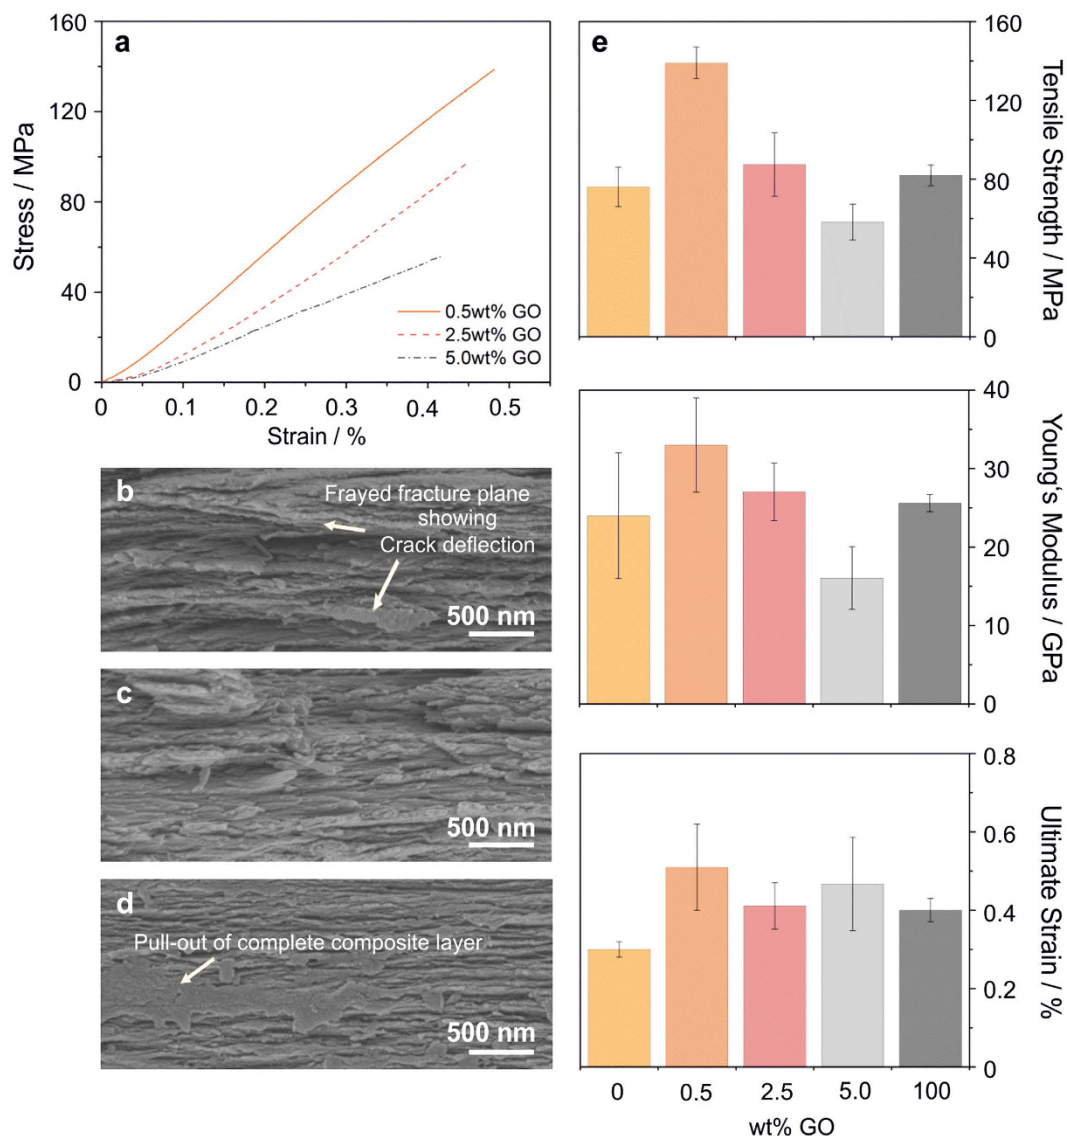 a
Stress / MPa
160
120
80
40
0
0 0.1 0.2 0.3 0.4 0.5
Strain / %
0.5wt% GO
2.5wt% GO
5.0wt% GO
b
Frayed fracture plane
showing
Crack deflection
500 nm
c
500 nm
d
Pull-out of complete composite layer
500 nm
e
160
120
80
40
0
Tensile Strength / MPa
40
30
20
10
0
Young‘s Modulus / GPa
0.8
0.6
0.4
0.2
0
Ultimate Strain / %
0 0.5 2.5 5.0 100
wt% GO